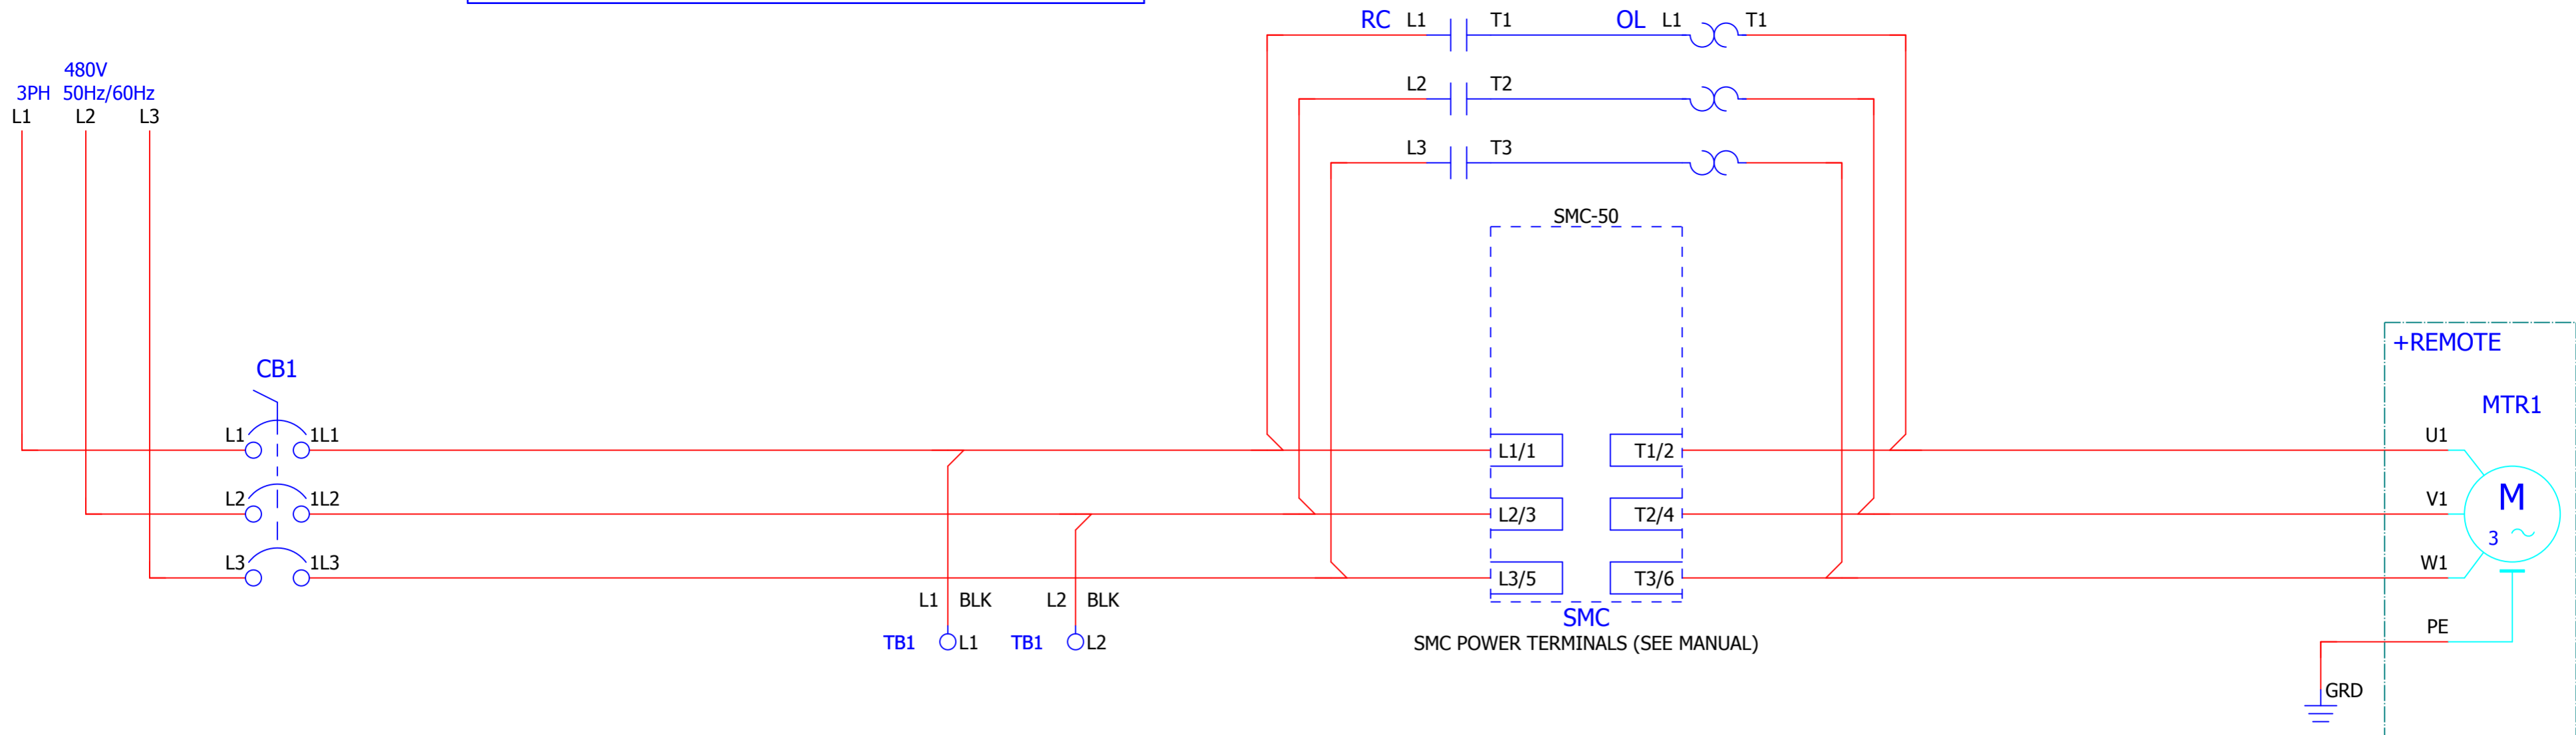 RC L1 T1 OL L1 T1
480V
3PH 50Hz/60Hz
L1 L2 L3
L2 T2
L3 T3
SMC-50
+REMOTE
CB1
MTR1
L1 1L1 L1/1 T1/2 U1
L2 1L2 L2/3 T2/4 V1 M
3 ~
L3 1L3 L3/5 T3/6 W1
L1 BLK L2 BLK
SMC
TB1 L1 TB1 L2 SMC POWER TERMINALS (SEE MANUAL) PE
GRD